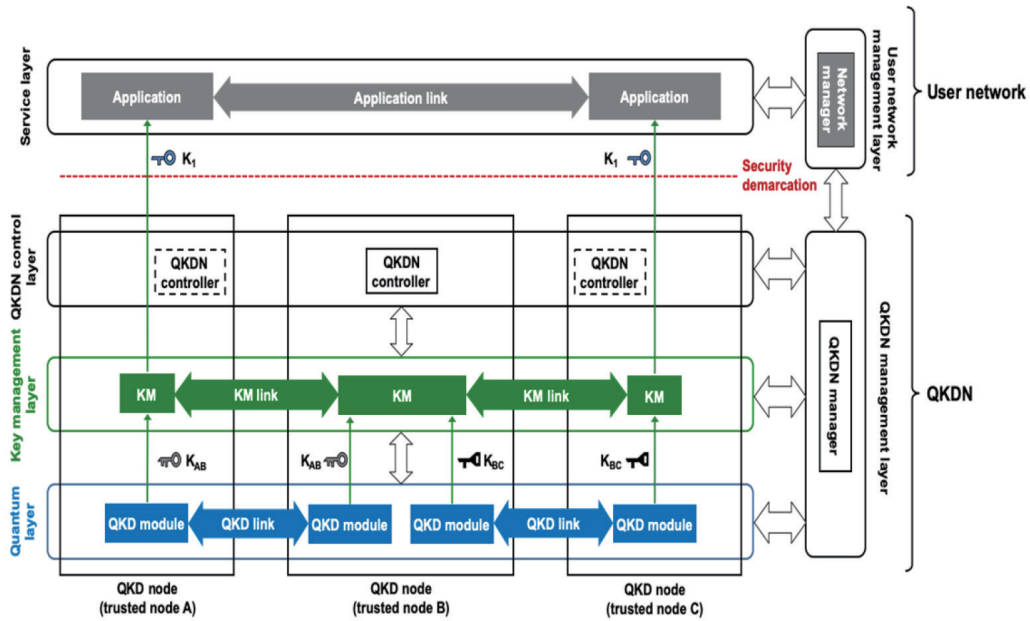 Service layer
Application
Application link
Application
Network
manager
User network
management layer
User network
K1
K1
Security
demarcation
QKDN control
layer
QKDN
controller
QKDN
controller
QKDN
controller
Key management
layer
KM
KM link
KM
KM link
KM
QKDN manager
QKDN management layer
QKDN
KAB
KAB
KBC
KBC
Quantum
layer
QKD module
QKD link
QKD module
QKD module
QKD link
QKD module
QKD node
(trusted node A)
QKD node
(trusted node B)
QKD node
(trusted node C)